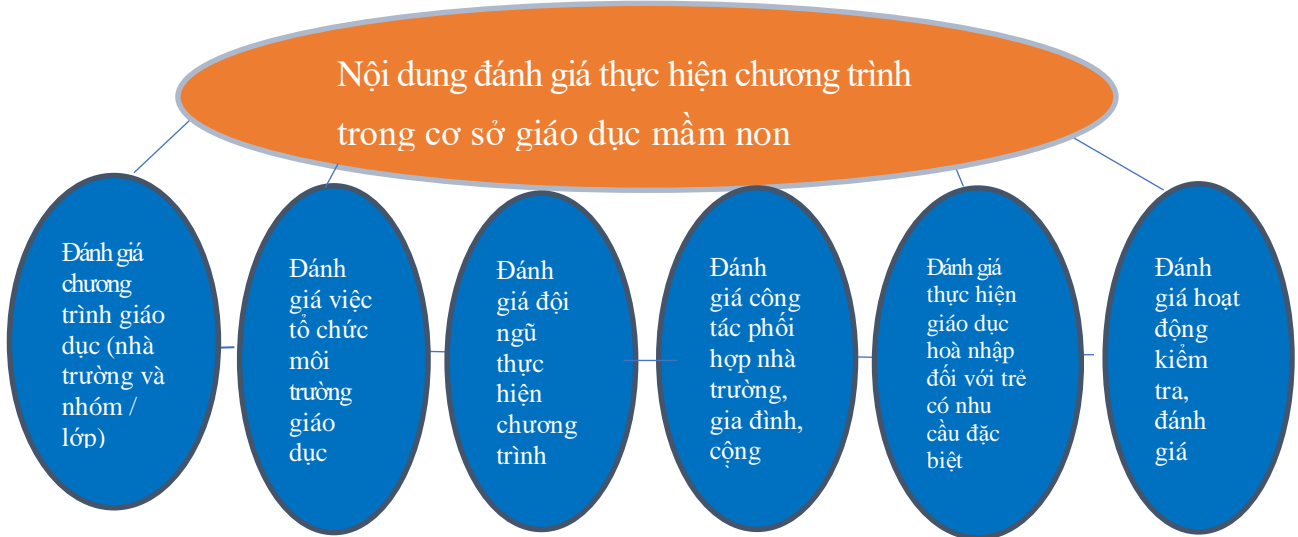 Nội dung đánh giá thực hiện chương trình
trong cơ sở giáo dục mầm non
Đánh giá
chương
trình giáo
dục (nhà
trường và
nhóm /
lớp)
Đánh
giá việc
tổ chức
môi
trường
giáo
dục
Đánh
giá đội
ngũ
thực
hiện
chương
trình
Đánh
giá công
tác phối
hợp nhà
trường,
gia đình,
cộng
Đánh giá
thực hiện
giáo dục
hoà nhập
đối với trẻ
có nhu
cầu đặc
biệt
Đánh
giá hoạt
động
kiểm
tra,
đánh
giá